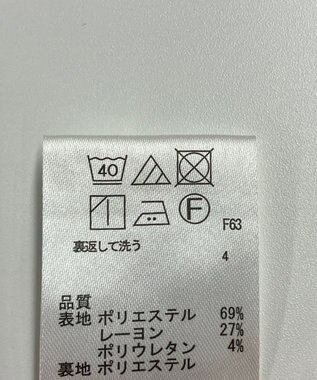 40
F
F63
裏返して洗う
4
品質
表地 ポリエステル 69%
レーヨン 27%
ポリウレタン 4%
裏地 ポリエステル